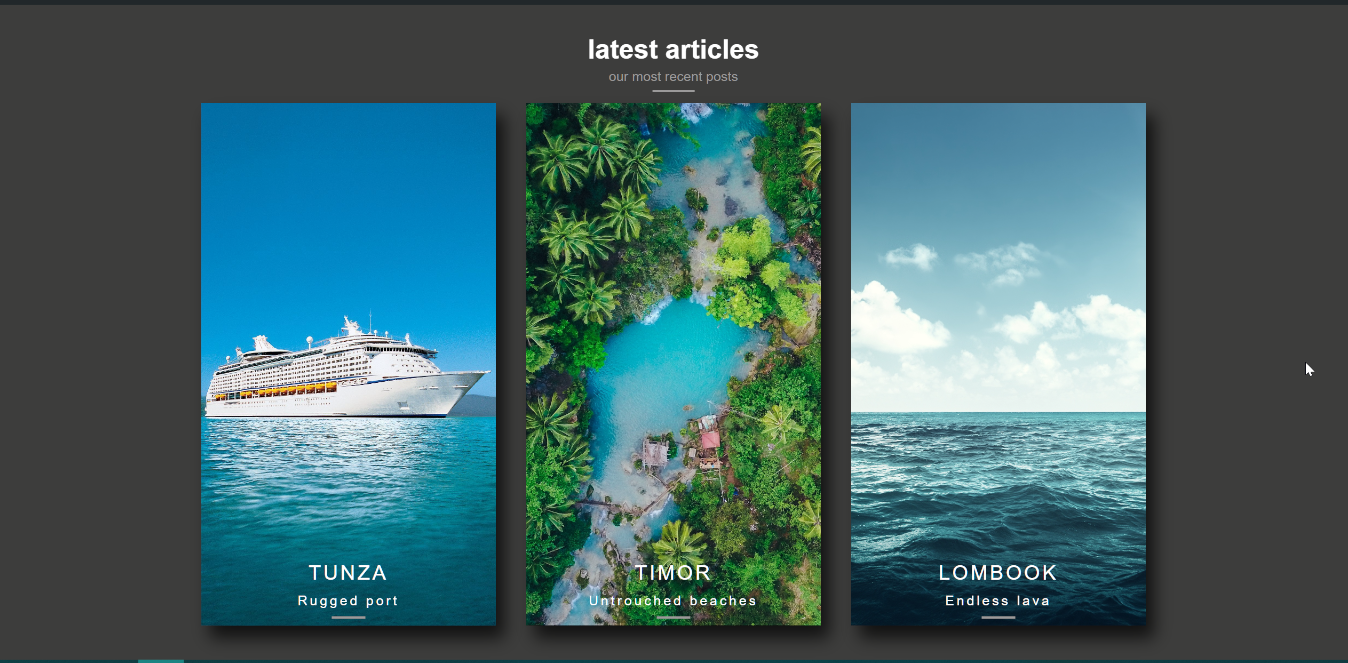 latest articles
our most recent posts
TUNZA
Rugged port
TIMOR
Untrouched beaches
LOMBOOK
Endless lava